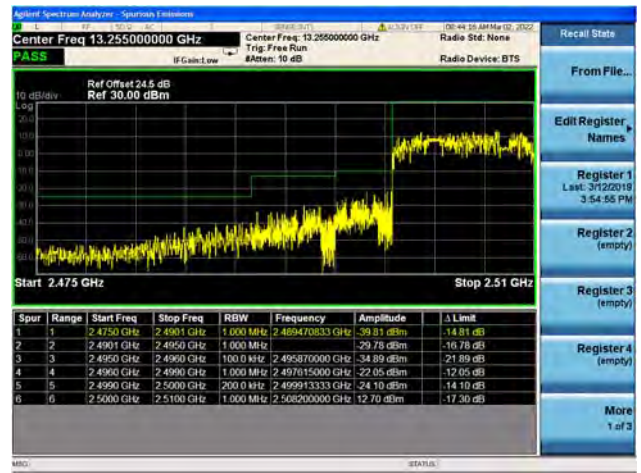 Agilent Spectrum Analyzer - Spurious Emissions
08:44:16 AM Mar 02, 2022
Center Freq 13.255000000 GHz
Center Freq: 13.255000000 GHz
Radio Std: None
Trig: Free Run
PASS
IFGain:Low
#Atten: 10 dB
Radio Device: BTS
Ref Offset 24.5 dB
10 dB/div
Ref 30.00 dBm
Log
Start 2.475 GHz
Stop 2.51 GHz
Spur Range Start Freq Stop Freq RBW Frequency Amplitude Δ Limit
1 1 2.4750 GHz 2.4901 GHz 1.000 MHz 2.489470833 GHz -39.81 dBm -14.81 dB
2 2 2.4901 GHz 2.4950 GHz 1.000 MHz -29.78 dBm -16.78 dB
3 3 2.4950 GHz 2.4960 GHz 100.0 kHz 2.495870000 GHz -34.89 dBm -21.89 dB
4 4 2.4960 GHz 2.4990 GHz 1.000 MHz 2.497615000 GHz -22.05 dBm -12.05 dB
5 5 2.4990 GHz 2.5000 GHz 200.0 kHz 2.499913333 GHz -24.10 dBm -14.10 dB
6 6 2.5000 GHz 2.5100 GHz 1.000 MHz 2.508200000 GHz 12.70 dBm -17.30 dB
MSG
STATUS
Recall State
From File...
Edit Register
Names
Register 1
Last: 3/12/2019
3:54:55 PM
Register 2
(empty)
Register 3
(empty)
Register 4
(empty)
More
1 of 3